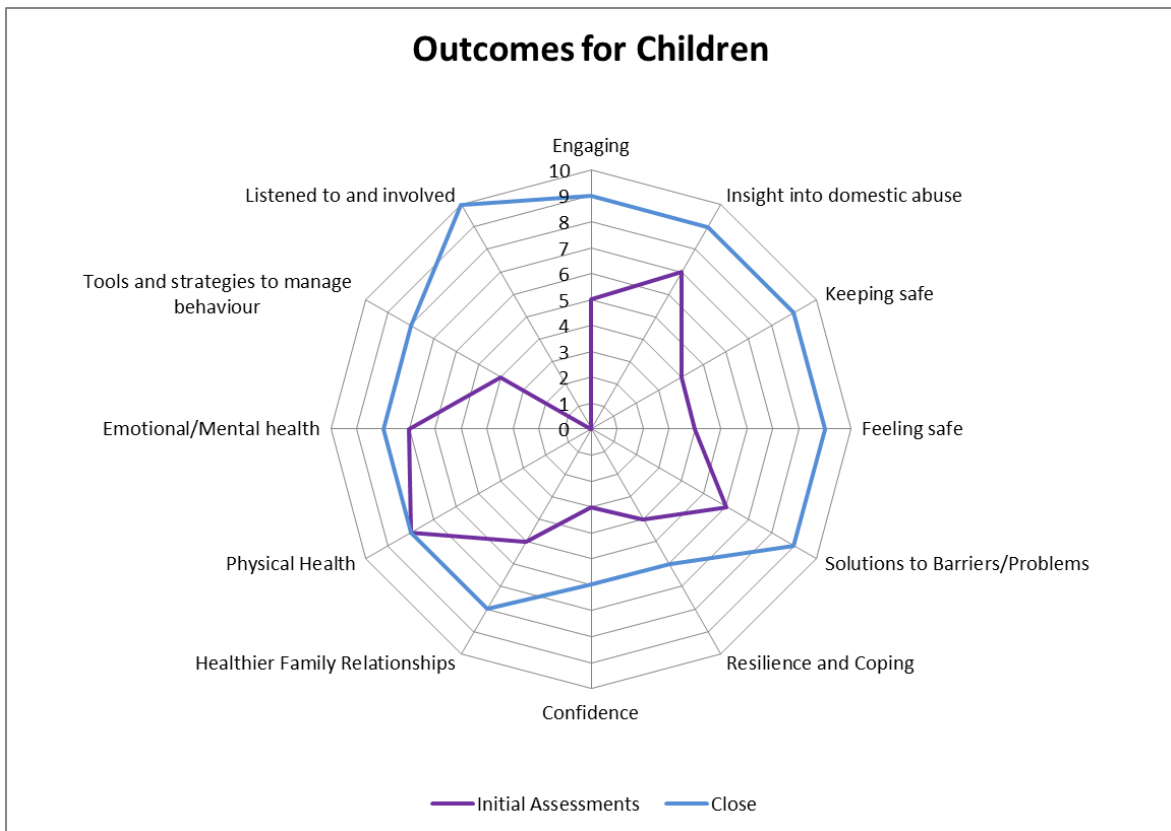 Outcomes for Children
Engaging
Listened to and involved
Insight into domestic abuse
Tools and strategies to manage
behaviour
Keeping safe
10
9
8
7
6
5
4
3
2
1
0
Emotional/Mental health
Feeling safe
Physical Health
Solutions to Barriers/Problems
Healthier Family Relationships
Resilience and Coping
Confidence
Initial Assessments
Close